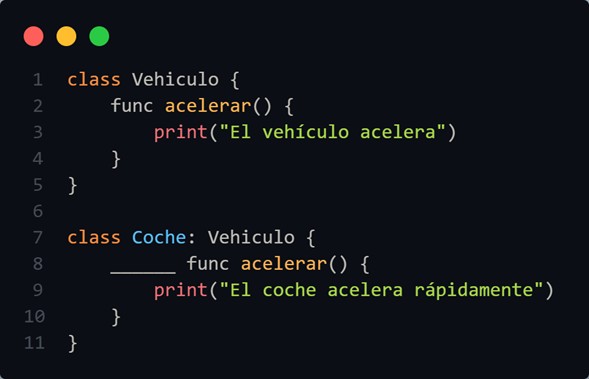 1 class Vehiculo {
2     func acelerar() {
3         print("El vehículo acelera")
4     }
5 }
6
7 class Coche: Vehiculo {
8     ______ func acelerar() {
9         print("El coche acelera rápidamente")
10     }
11 }